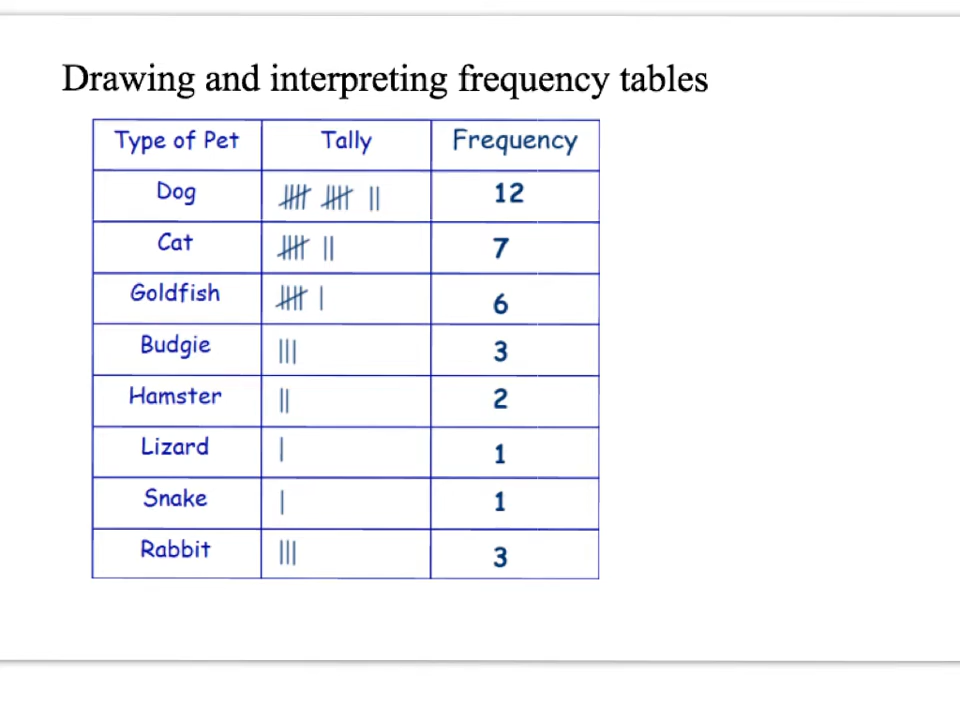 Drawing and interpreting frequency tables
Type of Pet Tally Frequency
Dog 12
Cat 7
Goldfish 6
Budgie 3
Hamster 2
Lizard 1
Snake 1
Rabbit 3